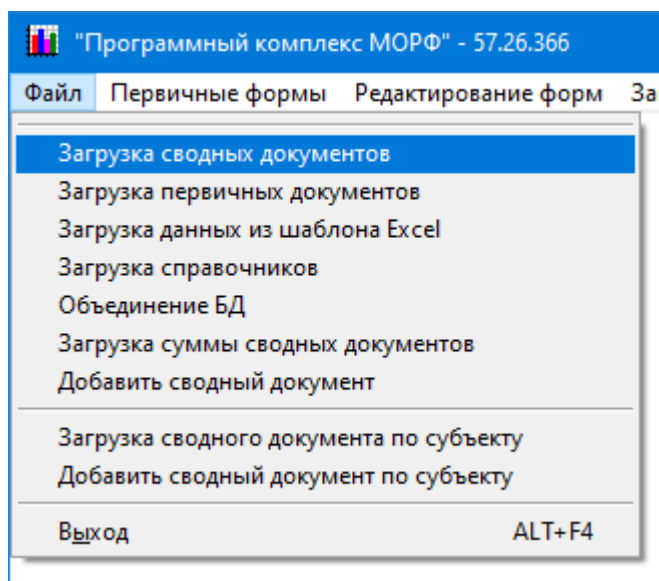 "Программный комплекс МОРФ" - 57.26.366
Файл Первичные формы Редактирование форм За
Загрузка сводных документов
Загрузка первичных документов
Загрузка данных из шаблона Excel
Загрузка справочников
Объединение БД
Загрузка суммы сводных документов
Добавить сводный документ
Загрузка сводного документа по субъекту
Добавить сводный документ по субъекту
Выход ALT+F4